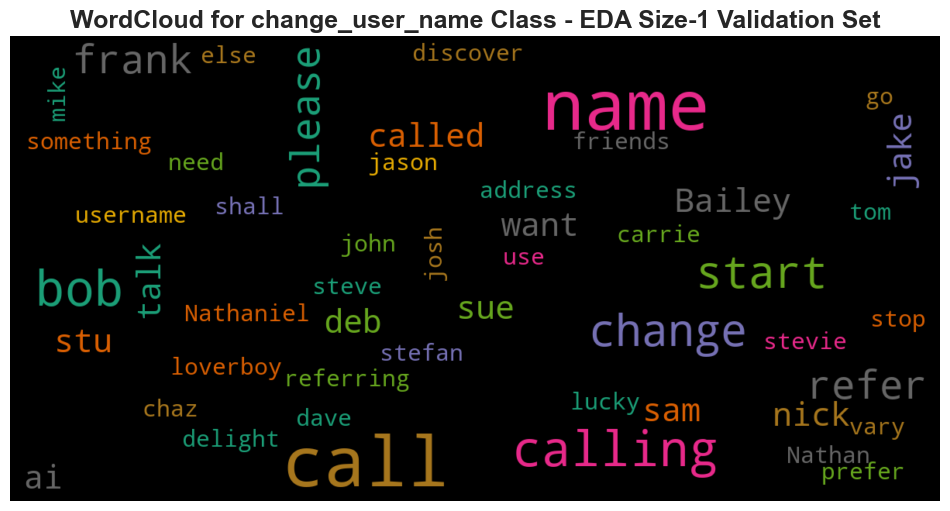 WordCloud for change_user_name Class - EDA Size-1 Validation Set
frank
else
discover
mike
please
name
go
something
called
friends
jake
need
jason
address
Bailey
username
shall
want
tom
john
josh
carrie
talk
use
start
bob
steve
Nathaniel
deb
sue
change
stop
stu
stefan
stevie
loverboy
referring
refer
chaz
dave
lucky
sam
nick
vary
delight
call
calling
Nathan
ai
prefer